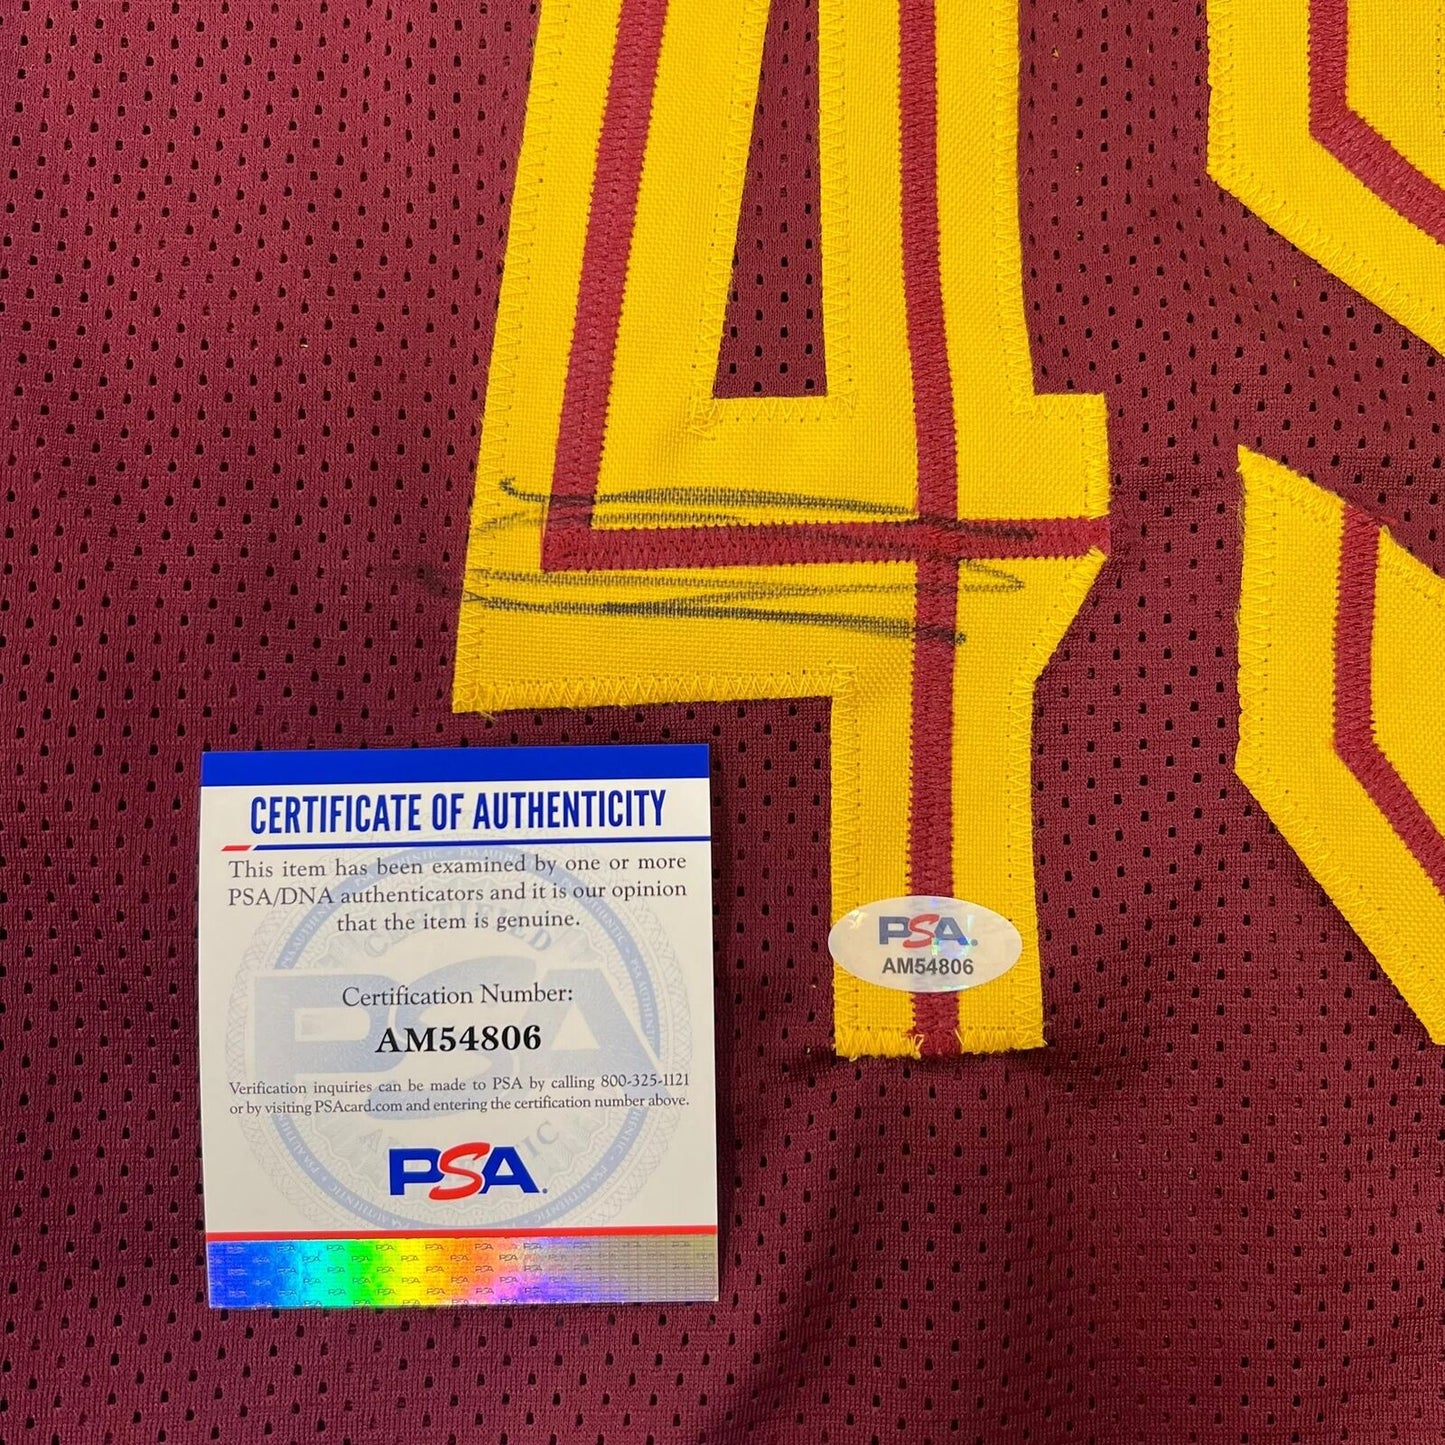 4
CERTIFICATE OF AUTHENTICITY
This item has been examined by one or more
PSA/DNA authenticators and it is our opinion
that the item is genuine.
Certification Number:
AM54806
Verification inquiries can be made to PSA by calling 800-325-1121
or by visiting PSAcard.com and entering the certification number above.
PSA
PSA
AM54806